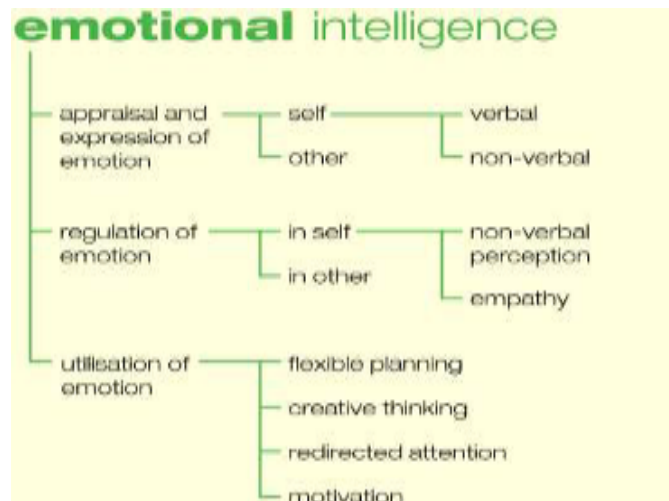 emotional intelligence
appraisal and
expression of
emotion
self
verbal
other
non-verbal
regulation of
emotion
in self
non-verbal
perception
in other
empathy
utilisation of
emotion
flexible planning
creative thinking
redirected attention
motivation